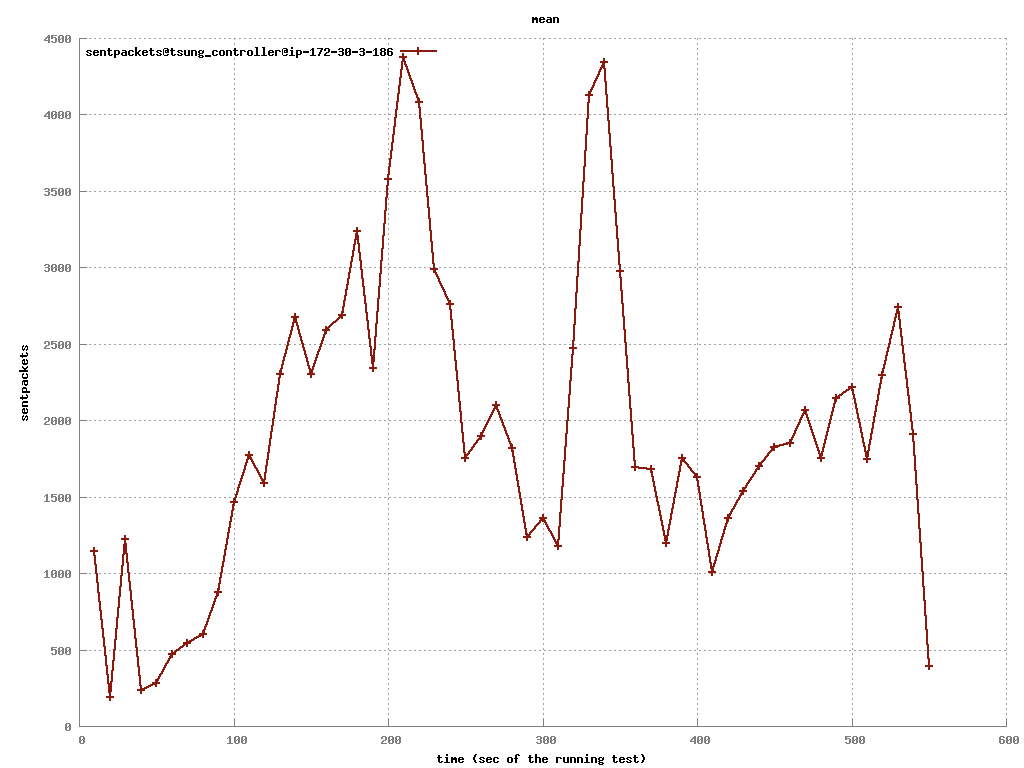 mean
sentpackets@tsung_controller@ip-172-30-3-186
4500
4000
3500
3000
2500
2000
1500
1000
500
0
sentpackets
0 100 200 300 400 500 600
time (sec of the running test)